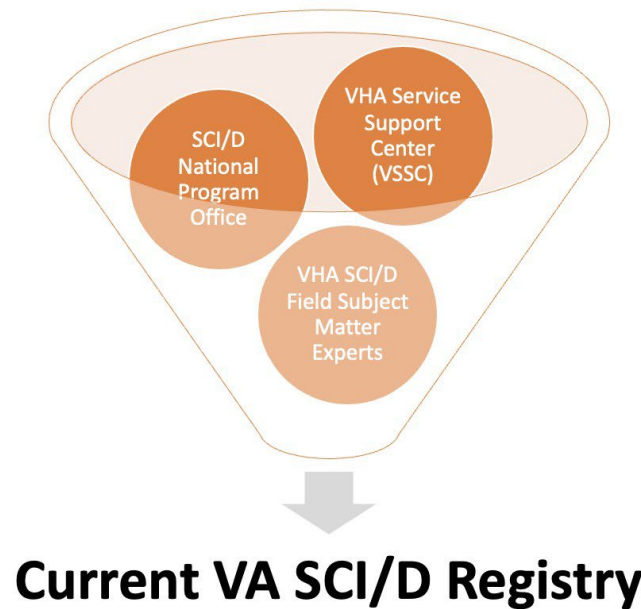 SCI/D
National
Program
Office
VHA Service
Support
Center
(VSSC)
VHA SCI/D
Field Subject
Matter
Experts
Current VA SCI/D Registry